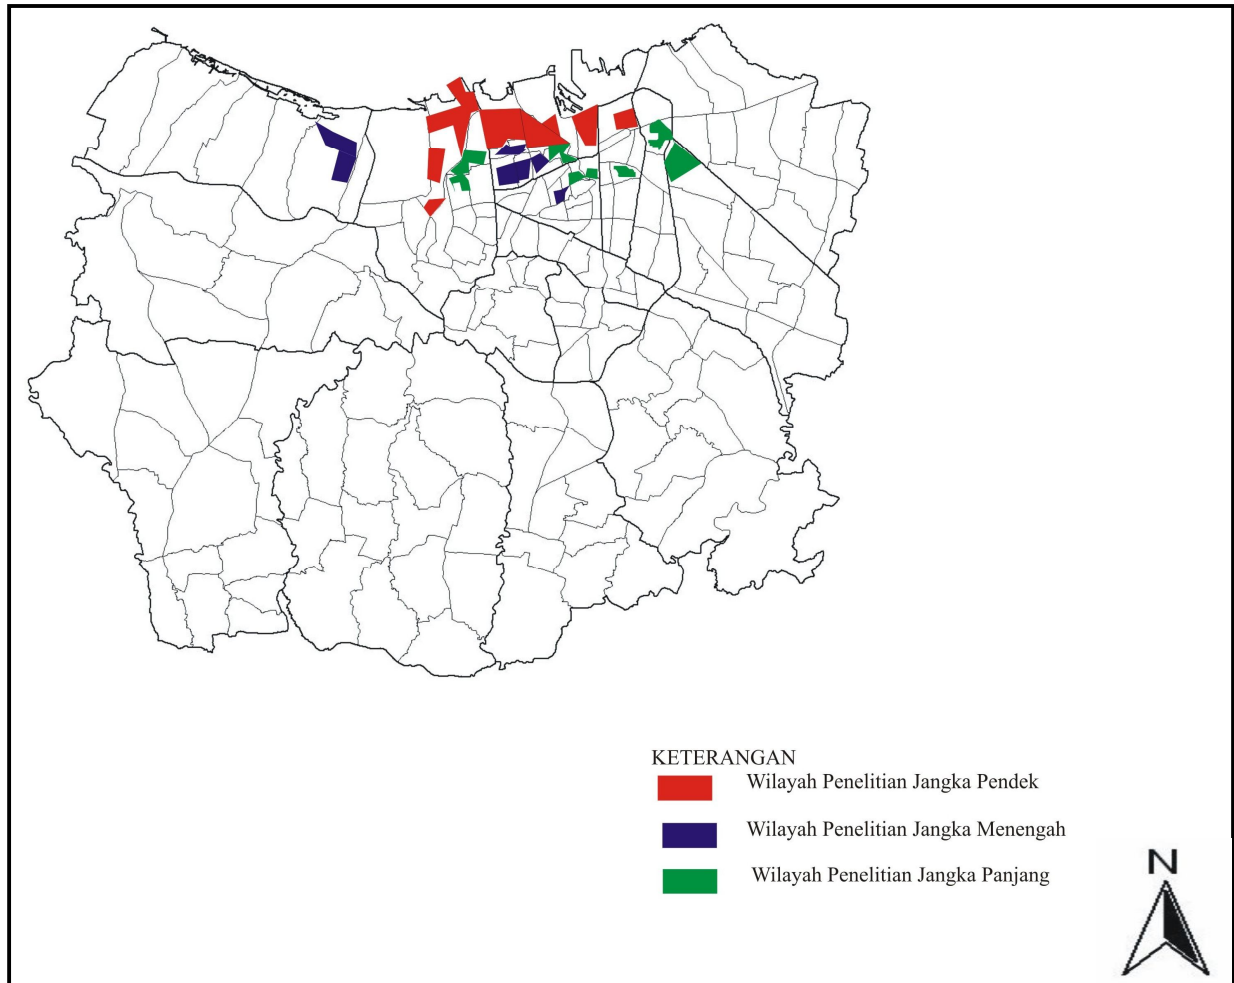 KETERANGAN
Wilayah Penelitian Jangka Pendek
Wilayah Penelitian Jangka Menengah
Wilayah Penelitian Jangka Panjang
N